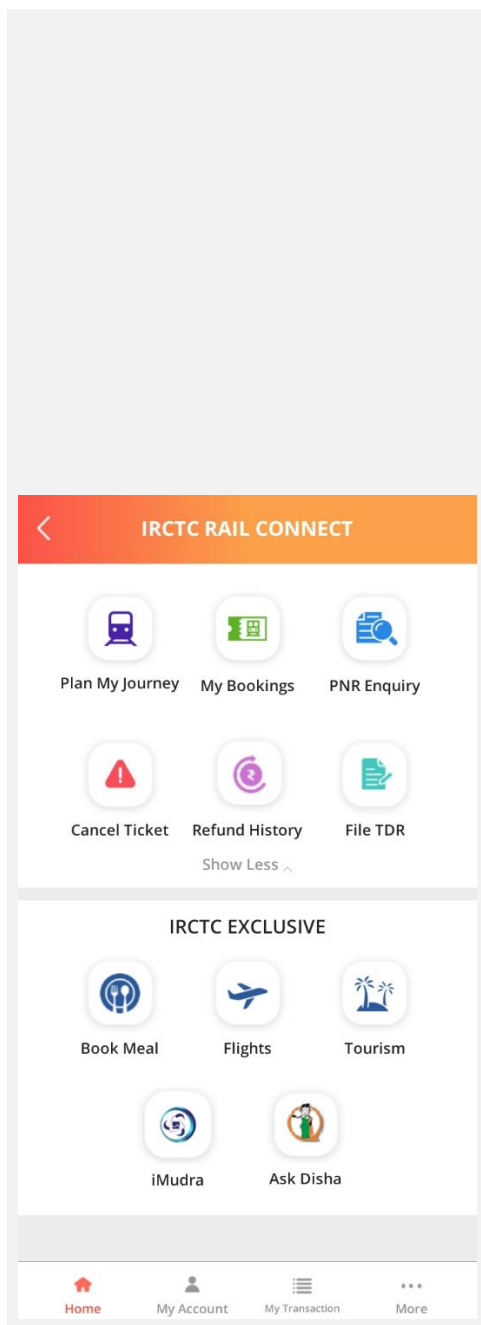 IRCTC RAIL CONNECT
Plan My Journey My Bookings PNR Enquiry
Cancel Ticket Refund History File TDR
Show Less
IRCTC EXCLUSIVE
Book Meal Flights Tourism
iMudra Ask Disha
Home My Account My Transaction More